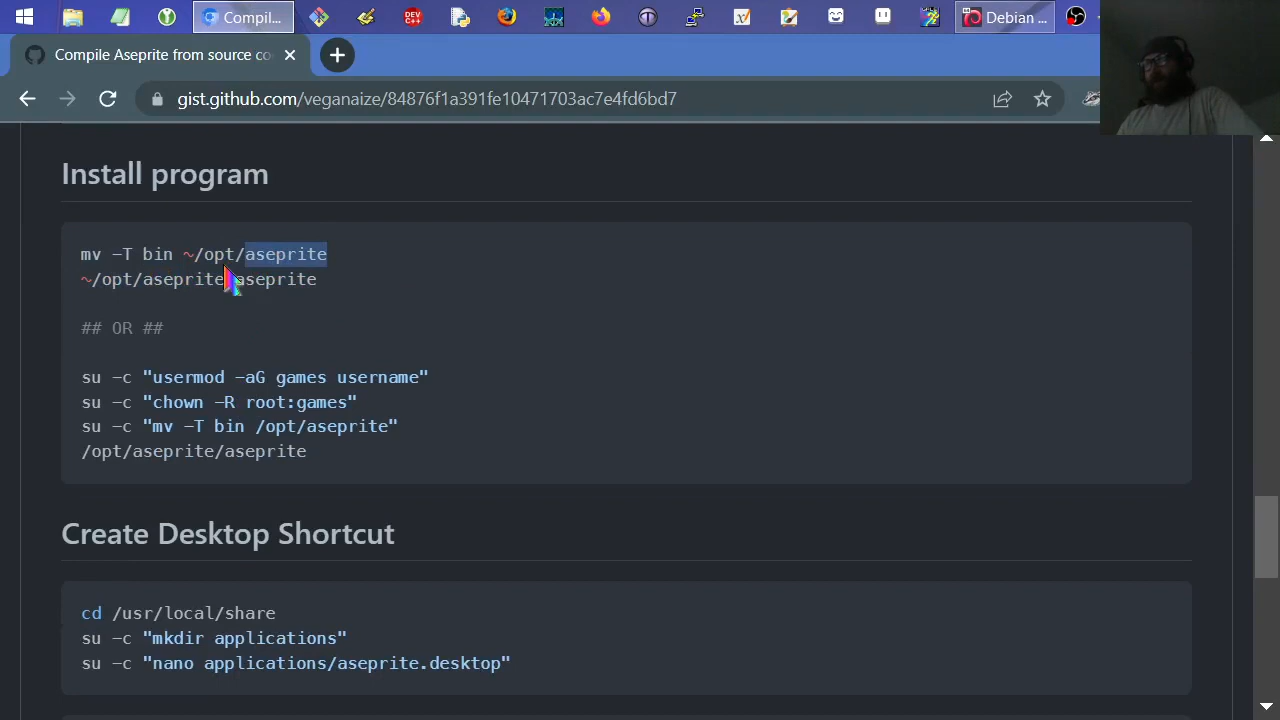 Compil...
DEV C++
Debian ...
Compile Aseprite from source co
gist.github.com/veganaize/84876f1a391fe10471703ac7e4fd6bd7
Install program
mv -T bin ~/opt/aseprite
~/opt/aseprite/aseprite
## OR ##
su -c "usermod -aG games username"
su -c "chown -R root:games"
su -c "mv -T bin /opt/aseprite"
/opt/aseprite/aseprite
Create Desktop Shortcut
cd /usr/local/share
su -c "mkdir applications"
su -c "nano applications/aseprite.desktop"